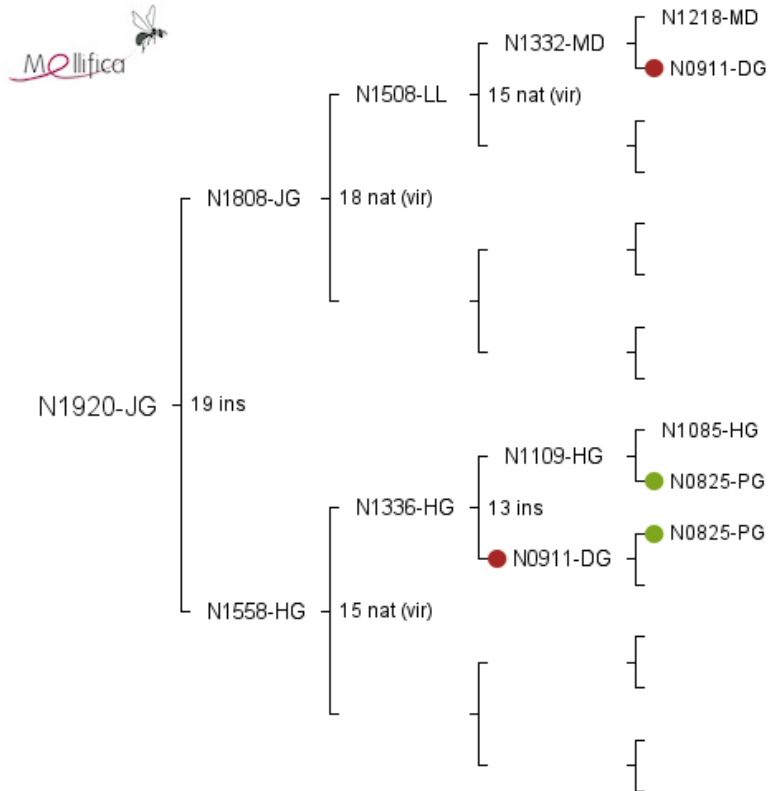 Mellifica
N1218-MD
N1332-MD
N0911-DG
N1508-LL
15 nat (vir)
N1808-JG
18 nat (vir)
N1920-JG
19 ins
N1085-HG
N1109-HG
N0825-PG
N1336-HG
13 ins
N0825-PG
N0911-DG
N1558-HG
15 nat (vir)